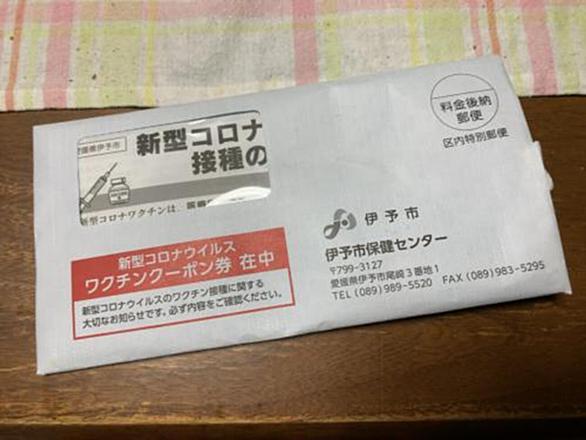 料金後納
郵便
区内特別郵便
愛媛県伊予市
新型コロナ
接種の
新型コロナワクチンは、医
新型コロナウイルス
ワクチンクーポン券 在中
新型コロナウイルスのワクチン接種に関する
大切なお知らせです。必ず内容をご確認ください。
伊予市
伊予市保健センター
〒799-3127
愛媛県伊予市尾崎3番地1
TEL (089) 989-5520 FAX (089) 983-5295